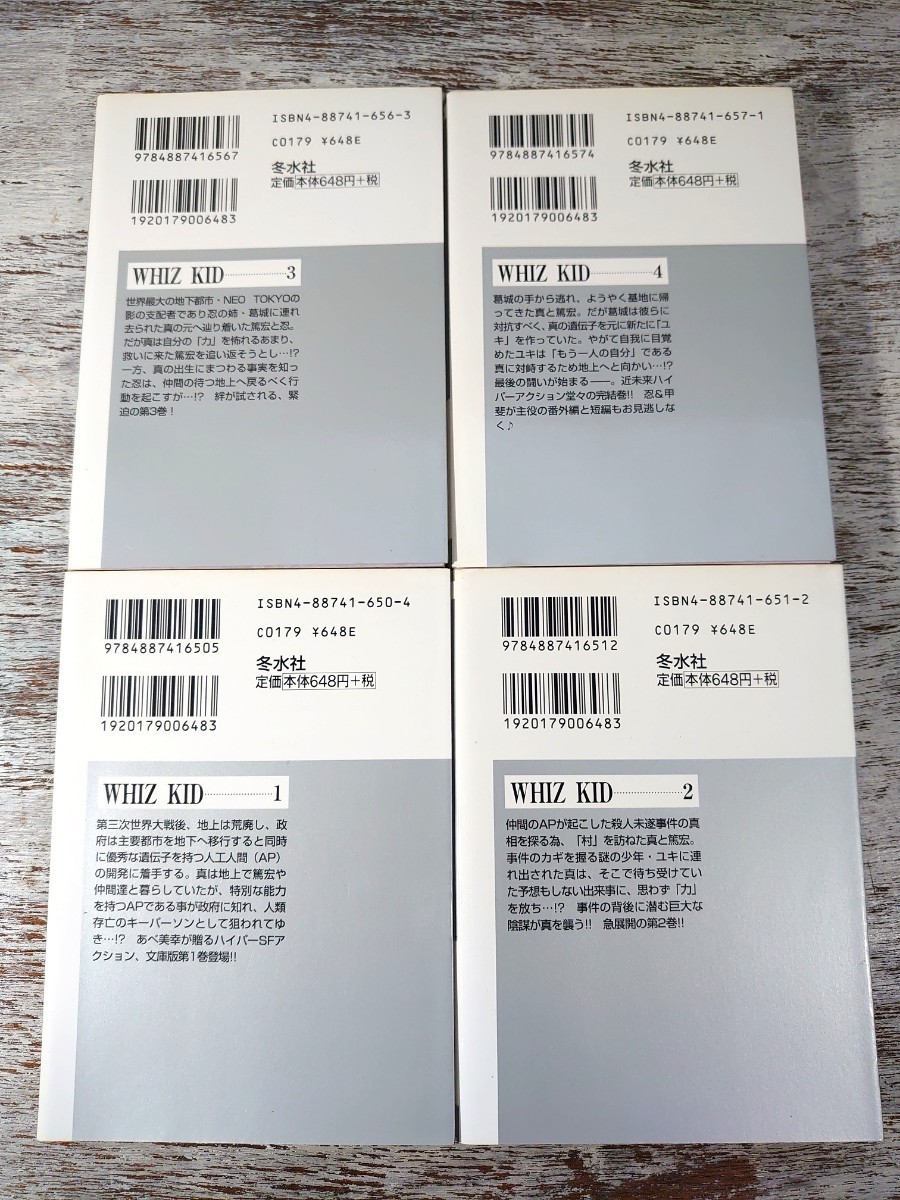 ISBN4-88741-656-3
9784887416567
C0179 ¥648E
冬水社
定価 本体648円+税
1920179006483
WHIZ KID 3
世界最大の地下都市・NEO TOKYOの
影の支配者であり忍の姉・葛城に連れ
去られた真の元へ辿り着いた篤宏と忍。
だが真は自分の「力」を怖れるあまり、
救いに来た篤宏を追い返そうとし…!?
一方、真の出生にまつわる事実を知っ
た忍は、仲間の待つ地上へ戻るべく行
動を起こすが…!? 絆が試される、緊
迫の第3巻！
ISBN4-88741-657-1
9784887416574
C0179 ¥648E
冬水社
定価 本体648円+税
1920179006483
WHIZ KID 4
葛城の手から逃れ、ようやく基地に帰
ってきた真と篤宏。だが葛城は彼らに
対抗すべく、真の遺伝子を元に新たに「ユ
キ」を作っていた。やがて自我に目覚
めたユキは「もう一人の自分」である
真に対峙するため地上へと向かい…!?
最後の闘いが始まる――。近未来ハイ
パーアクション堂々の完結巻!! 忍&甲
斐が主役の番外編と短編もお見逃しな
く♪
ISBN4-88741-650-4
9784887416505
C0179 ¥648E
冬水社
定価 本体648円+税
1920179006483
WHIZ KID 1
第三次世界大戦後、地上は荒廃し、政
府は主要都市を地下へ移行すると同時
に優秀な遺伝子を持つ人工人間（AP）
の開発に着手する。真は地上で篤宏や
仲間達と暮らしていたが、特別な能力
を持つAPである事が政府に知れ、人類
存亡のキーパーソンとして狙われてゆ
き…!? あべ美幸が贈るハイパーSFア
クション、文庫版第1巻登場!!
ISBN4-88741-651-2
9784887416512
C0179 ¥648E
冬水社
定価 本体648円+税
1920179006483
WHIZ KID 2
仲間のAPが起こした殺人未遂事件の真
相を探る為、「村」を訪ねた真と篤宏。
事件のカギを握る謎の少年・ユキに連
れ出された真は、そこで待ち受けてい
た予想もしない出来事に、思わず「力」
を放ち…!? 事件の背後に潜む巨大な
陰謀が真を襲う!! 急展開の第2巻!!